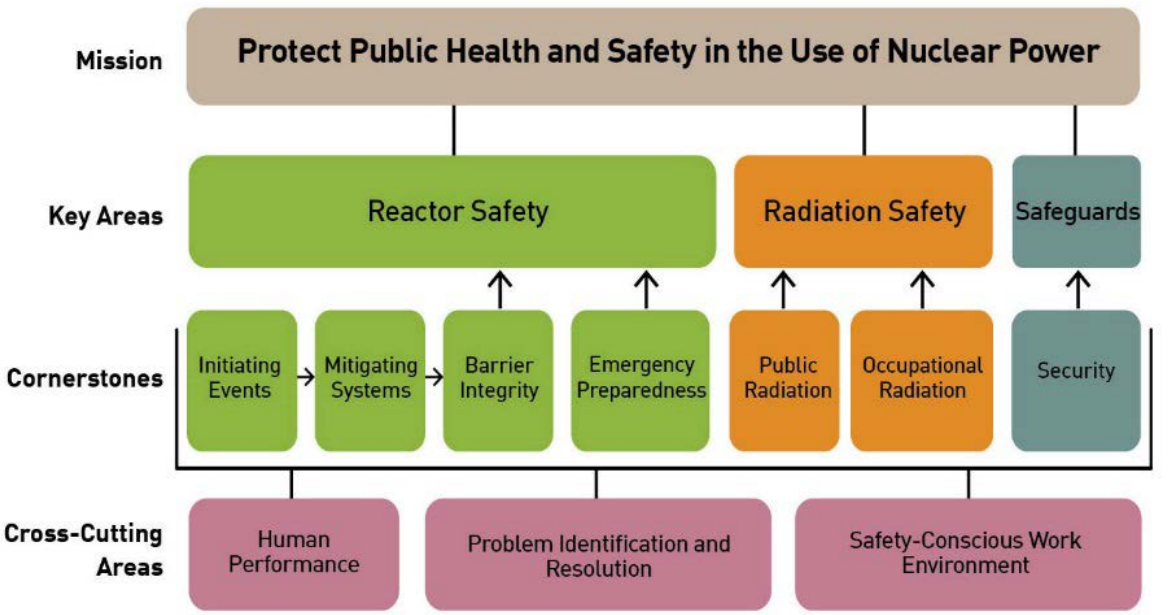 Mission
Protect Public Health and Safety in the Use of Nuclear Power
Key Areas
Reactor Safety
Radiation Safety
Safeguards
Cornerstones
Initiating
Events
Mitigating
Systems
Barrier
Integrity
Emergency
Preparedness
Public
Radiation
Occupational
Radiation
Security
Cross-Cutting
Areas
Human
Performance
Problem Identification and
Resolution
Safety-Conscious Work
Environment